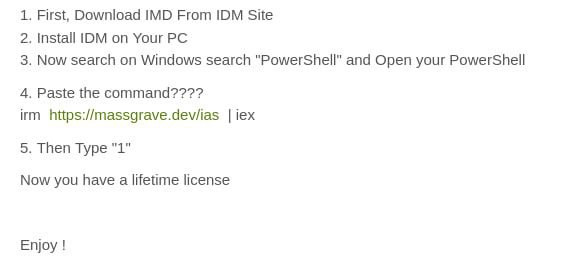 1. First, Download IMD From IDM Site
2. Install IDM on Your PC
3. Now search on Windows search "PowerShell" and Open your PowerShell
4. Paste the command????
irm  https://massgrave.dev/ias  | iex
5. Then Type "1"
Now you have a lifetime license
Enjoy !